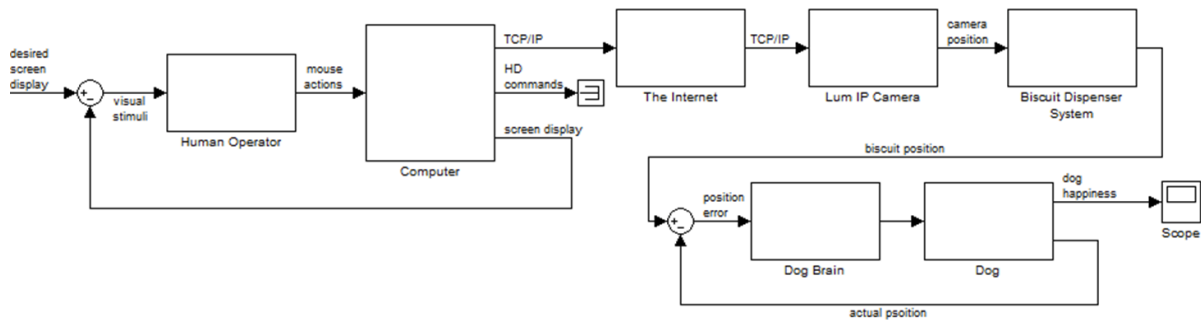 desired
screen
display
+
-
visual
stimuli
Human Operator
mouse
actions
Computer
TCP/IP
HD
commands
screen display
The Internet
TCP/IP
Lum IP Camera
camera
position
Biscuit Dispenser
System
biscuit position
+
-
position
error
Dog Brain
Dog
dog
happiness
Scope
actual psoition